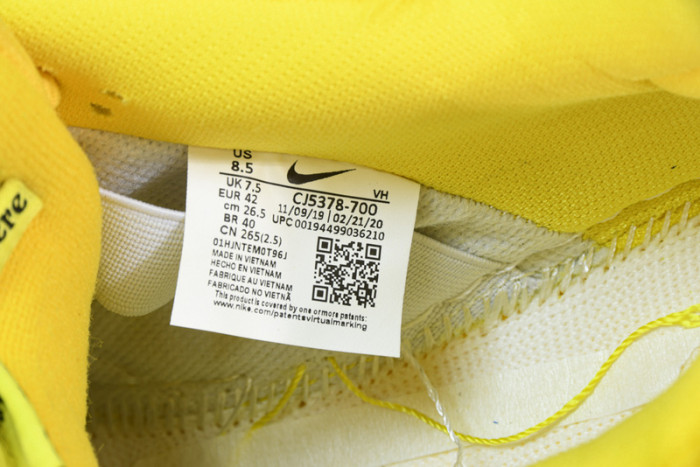 US
8.5
UK 7.5
EUR 42
cm 26.5
BR 40
CN 265(2.5)
VH
CJ5378-700
11/09/19 | 02/21/20
UPC 00194499036210
01HJNTEM0T96J
MADE IN VIETNAM
HECHO EN VIETNAM
FABRIQUE AU VIETNAM
FABRICADO NO VIETNÃ
This product is covered by one or more patents:
www.nike.com/patentsvirtualmarking
ere